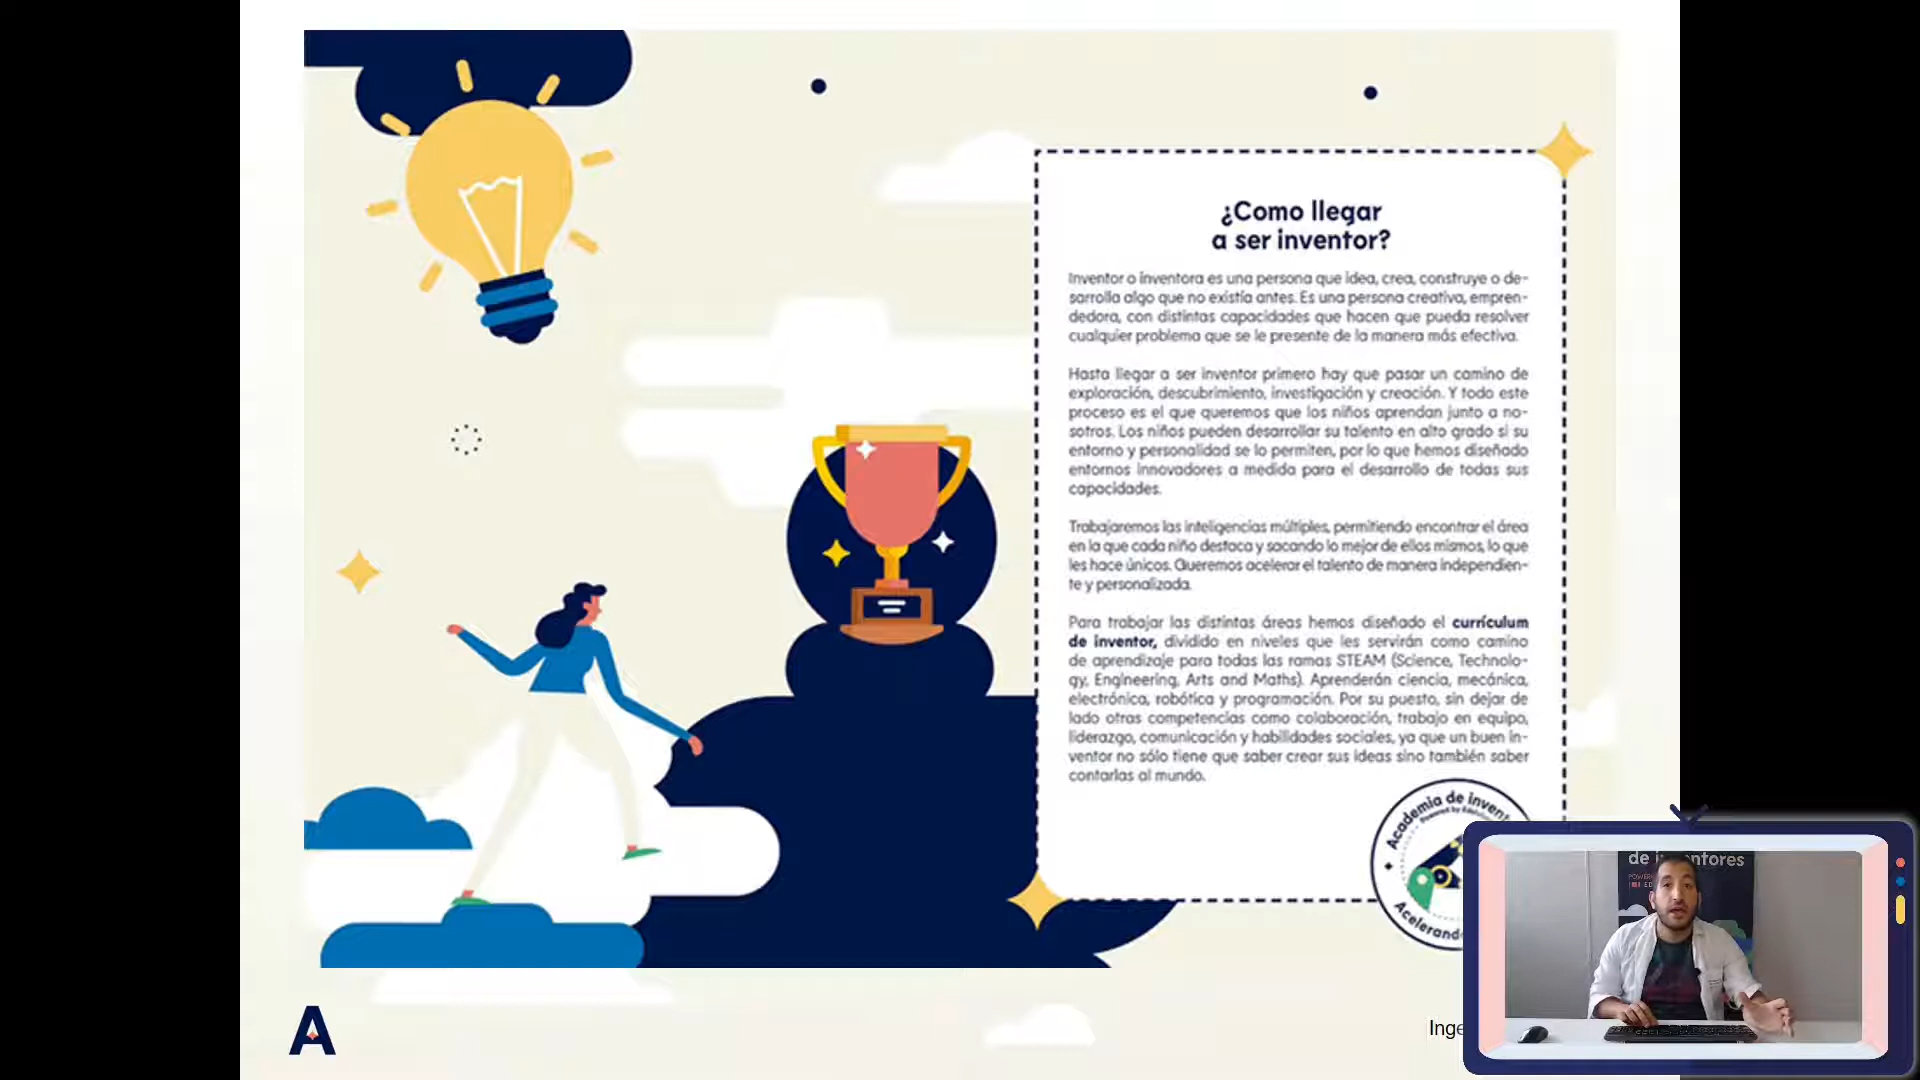 ¿Como llegar
a ser inventor?
Inventor o inventora es una persona que idea, crea, construye o de-
sarrolla algo que no existía antes. Es una persona creativa, empren-
dedora, con distintas capacidades que hacen que pueda resolver
cualquier problema que se le presente de la manera más efectiva.
Hasta llegar a ser inventor primero hay que pasar un camino de
exploración, descubrimiento, investigación y creación. Y todo este
proceso es el que queremos que los niños aprendan junto a no-
sotros. Los niños pueden desarrollar su talento en alto grado si su
entorno y personalidad se lo permiten, por lo que hemos diseñado
entornos innovadores a medida para el desarrollo de todas sus
capacidades.
Trabajaremos las inteligencias múltiples, permitiendo encontrar el área
en la que cada niño destaca y sacando lo mejor de ellos mismos, lo que
les hace únicos. Queremos acelerar el talento de manera independien-
te y personalizada.
Para trabajar las distintas áreas hemos diseñado el currículum
de inventor, dividido en niveles que les servirán como camino
de aprendizaje para todas las ramas STEAM (Science, Technolo-
gy, Engineering, Arts and Maths). Aprenderán ciencia, mecánica,
electrónica, robótica y programación. Por su puesto, sin dejar de
lado otras competencias como colaboración, trabajo en equipo,
liderazgo, comunicación y habilidades sociales, ya que un buen in-
ventor no sólo tiene que saber crear sus ideas sino también saber
contarlas al mundo.
Academia de invent
Powered by
Acelerand
A
Inge
de inventores